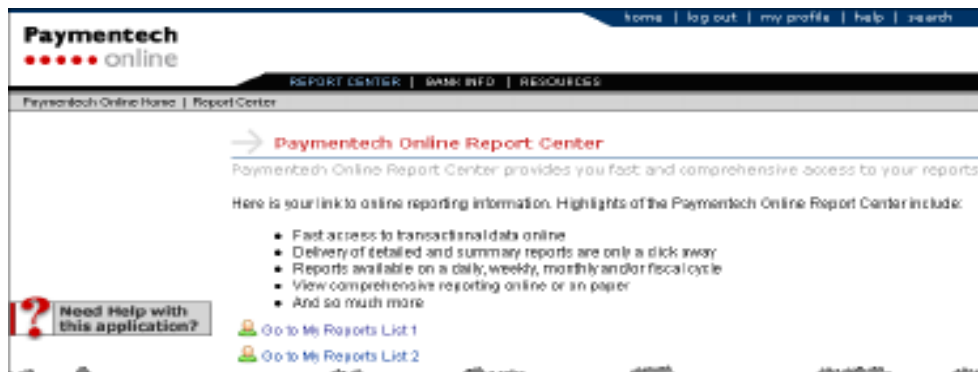 home | log out | my profile | help | search
Paymentech
online
REPORT CENTER | BANK INFO | RESOURCES
Paymentech Online Home | Report Center
Paymentech Online Report Center
Paymentech Online Report Center provides you fast and comprehensive access to your reports
Here is your link to online reporting information. Highlights of the Paymentech Online Report Center include:
• Fast access to transactional data online
• Delivery of detailed and summary reports are only a click away
• Reports available on a daily, weekly, monthly and/or fiscal cycle
• View comprehensive reporting online or on paper
• And so much more
Need Help with
this application?
Go to My Reports List 1
Go to My Reports List 2